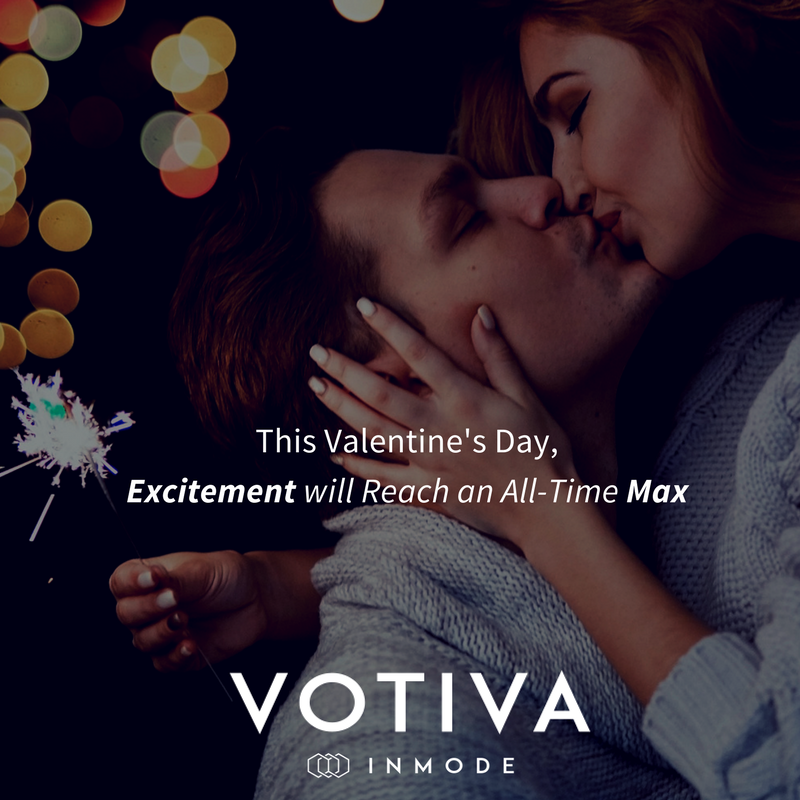 This Valentine's Day,
Excitement will Reach an All-Time Max
VOTIVA
INMODE